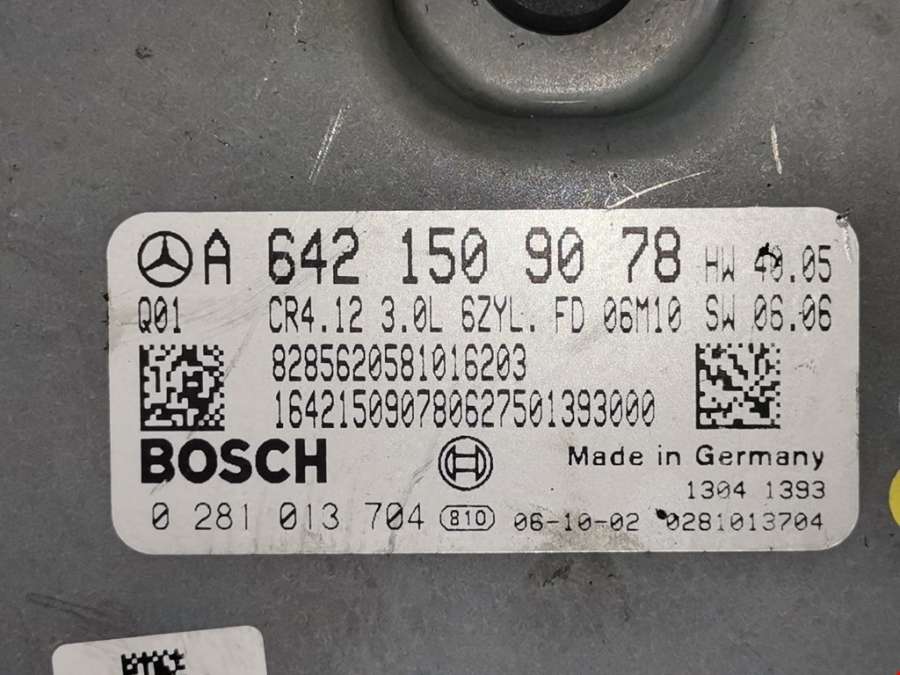 A 642 150 90 78 HW 40.05
Q01 CR4.12 3.0L 6ZYL. FD 06M10 SW 06.06
8285620581016203
164215090780627501393000
BOSCH Made in Germany
1304 1393
0 281 013 704 810 06-10-02 0281013704